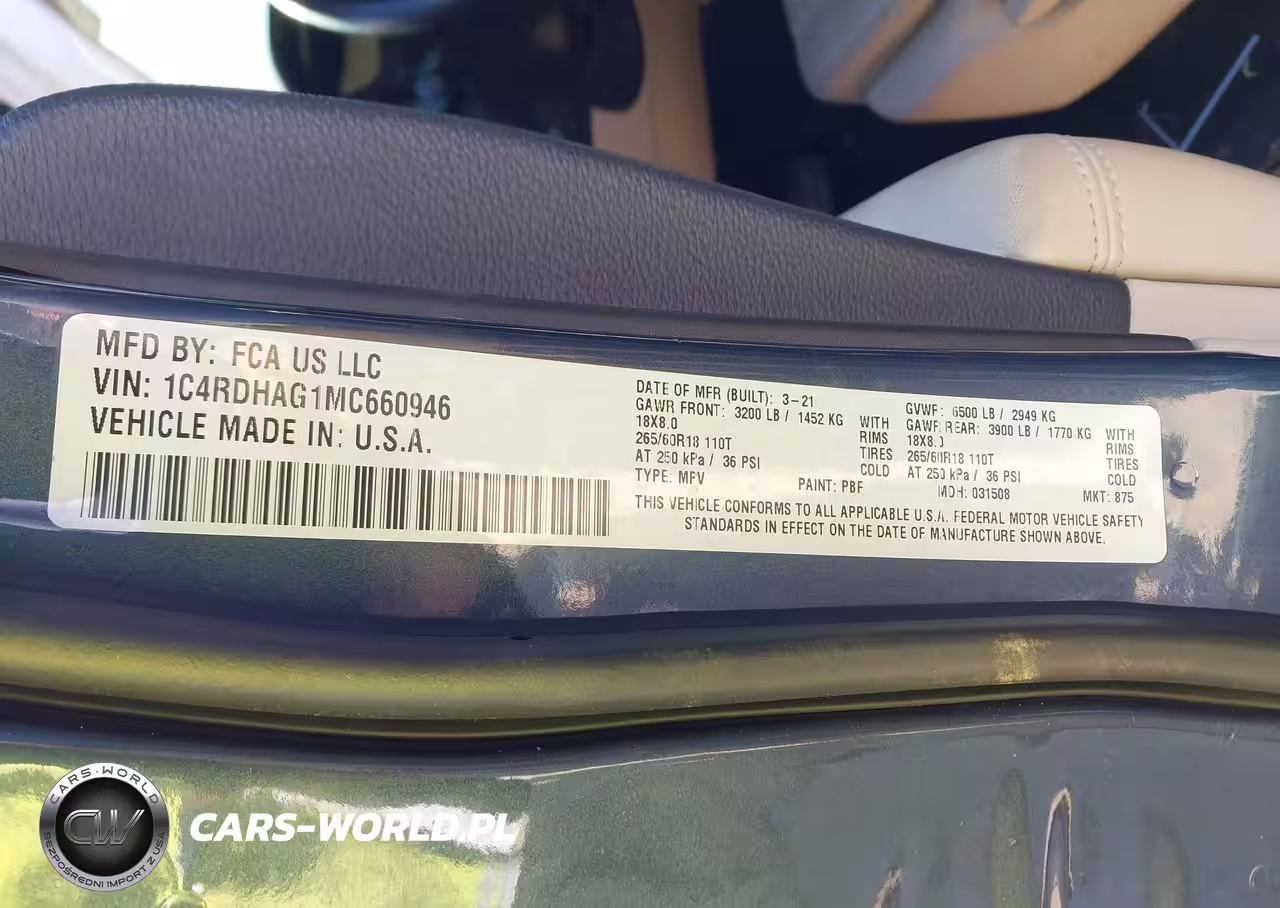 MFD BY: FCA US LLC
VIN: 1C4RDHAG1MC660946
VEHICLE MADE IN: U.S.A.
DATE OF MFR (BUILT): 3-21
GAWR FRONT: 3200 LB / 1452 KG WITH
18X8.0 RIMS
265/60R18 110T TIRES
AT 250 kPa / 36 PSI COLD
TYPE: MPV PAINT: PBF
GVWR: 6500 LB / 2949 KG
GAWR REAR: 3900 LB / 1770 KG WITH
18X8.0 RIMS
265/60R18 110T TIRES
AT 250 kPa / 36 PSI COLD
MDH: 031508 MKT: 875
THIS VEHICLE CONFORMS TO ALL APPLICABLE U.S.A. FEDERAL MOTOR VEHICLE SAFETY
STANDARDS IN EFFECT ON THE DATE OF MANUFACTURE SHOWN ABOVE.
CARS-WORLD
CW
BEZPOŚREDNI IMPORT Z USA
CARS-WORLD.PL